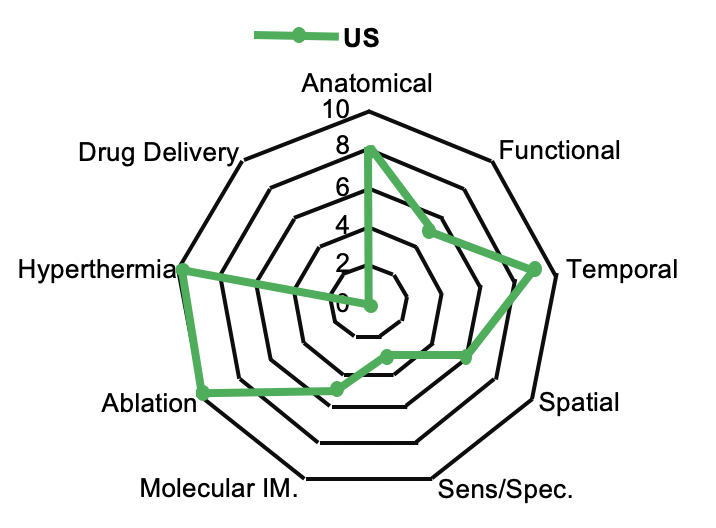 US
Anatomical
10
8
6
4
2
0
Functional
Temporal
Spatial
Sens/Spec.
Molecular IM.
Ablation
Hyperthermia
Drug Delivery